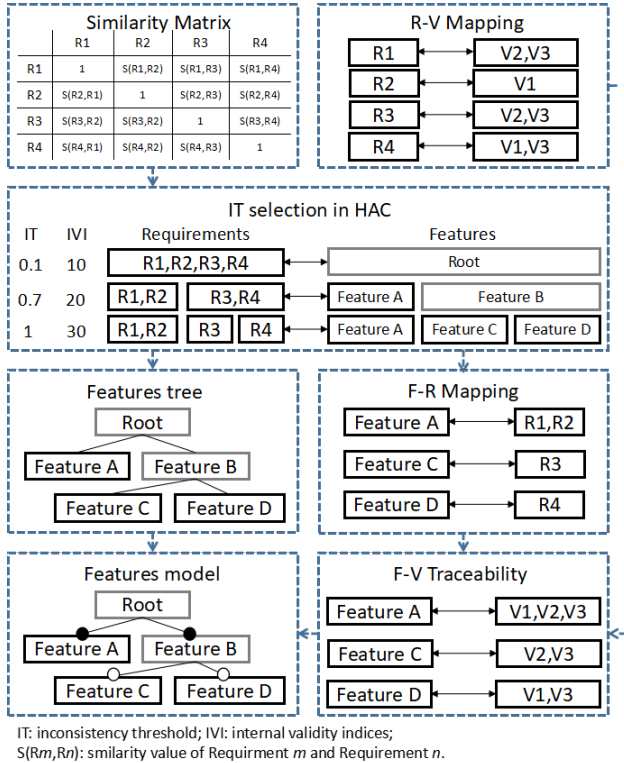 Similarity Matrix
R1 R2 R3 R4
R1 1 S(R1,R2) S(R1,R3) S(R1,R4)
R2 S(R2,R1) 1 S(R2,R3) S(R2,R4)
R3 S(R3,R2) S(R3,R2) 1 S(R3,R4)
R4 S(R4,R1) S(R4,R2) S(R4,R3) 1
R-V Mapping
R1 V2,V3
R2 V1
R3 V2,V3
R4 V1,V3
IT selection in HAC
IT IVI Requirements Features
0.1 10 R1,R2,R3,R4 Root
0.7 20 R1,R2 R3,R4 Feature A Feature B
1 30 R1,R2 R3 R4 Feature A Feature C Feature D
Features tree
Root
Feature A Feature B
Feature C Feature D
F-R Mapping
Feature A R1,R2
Feature C R3
Feature D R4
Features model
Root
Feature A Feature B
Feature C Feature D
F-V Traceability
Feature A V1,V2,V3
Feature C V2,V3
Feature D V1,V3
IT: inconsistency threshold; IVI: internal validity indices;
S(Rm,Rn): smilarity value of Requirment m and Requirement n.